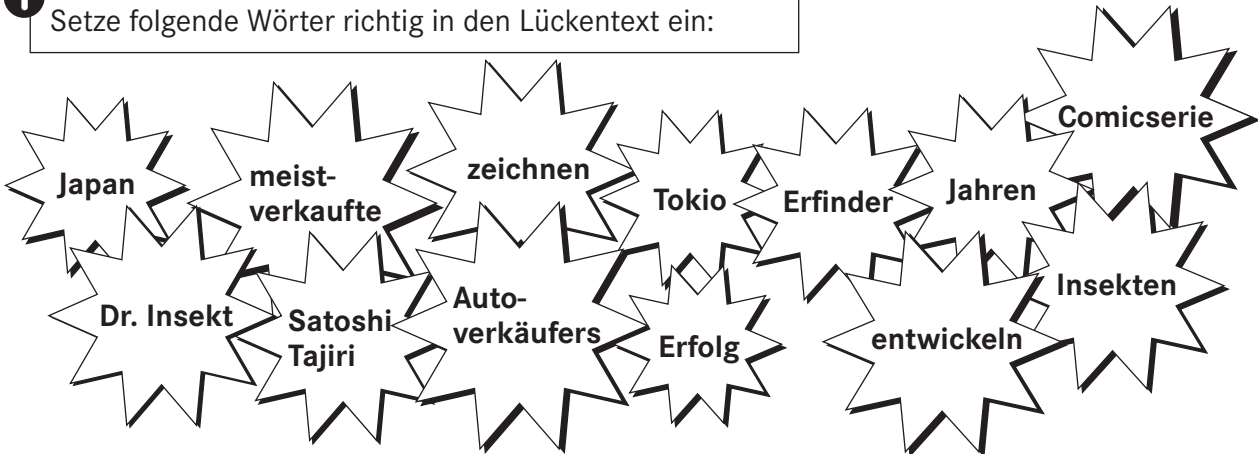 1
Setze folgende Wörter richtig in den Lückentext ein:
Comicserie
Japan
meist-
verkaufte
zeichnen
Tokio
Erfinder
Jahren
Dr. Insekt
Satoshi
Tajiri
Auto-
verkäufers
Erfolg
entwickeln
Insekten